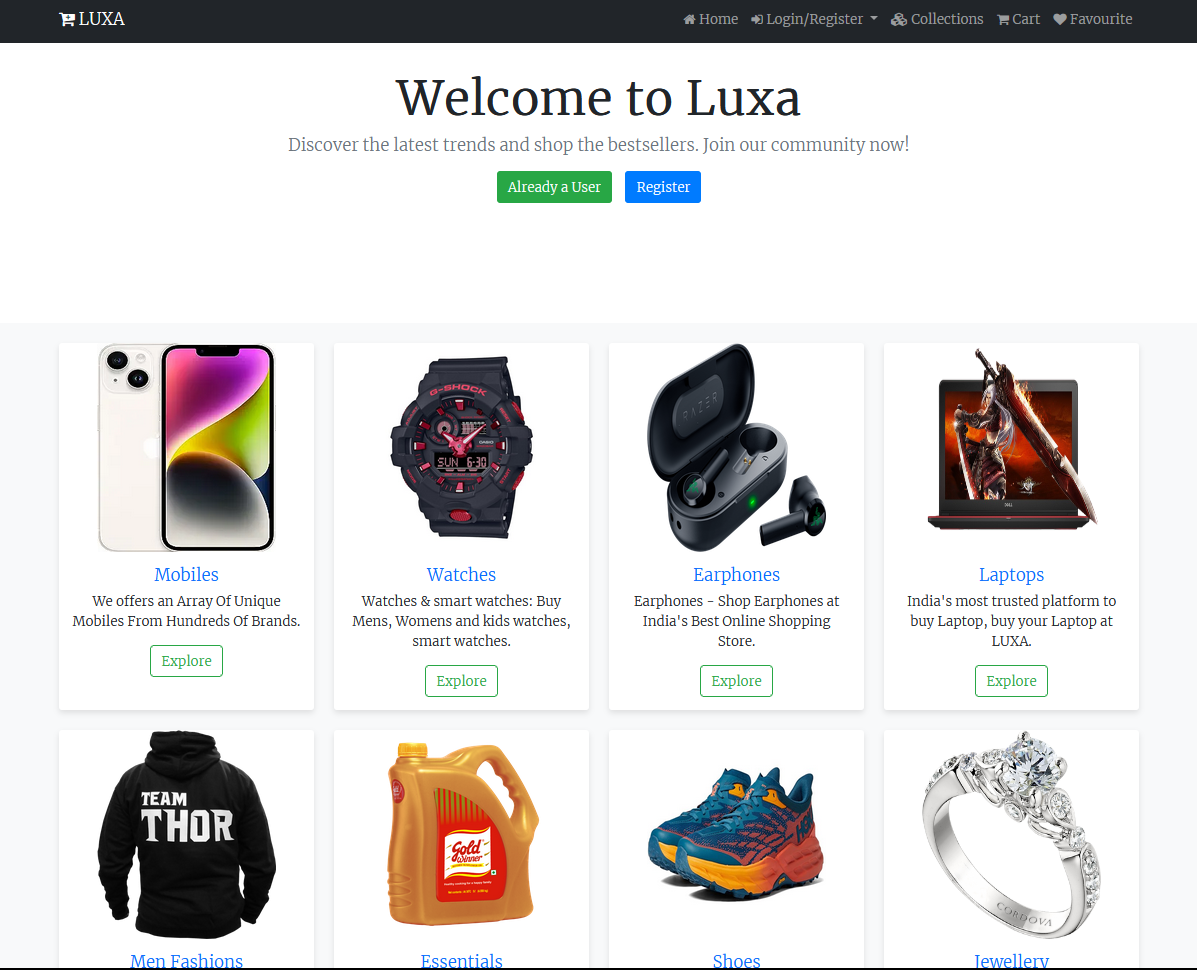 LUXA
Home Login/Register Collections Cart Favourite
Welcome to Luxa
Discover the latest trends and shop the bestsellers. Join our community now!
Already a User Register
G-SHOCK
CASIO
SUN 6-30
RAZER
DELL
Mobiles
We offers an Array Of Unique
Mobiles From Hundreds Of Brands.
Explore
Watches
Watches & smart watches: Buy
Mens, Womens and kids watches,
smart watches.
Explore
Earphones
Earphones - Shop Earphones at
India's Best Online Shopping
Store.
Explore
Laptops
India's most trusted platform to
buy Laptop, buy your Laptop at
LUXA.
Explore
TEAM
THOR
Gold
Winner
CORDOVA
Men Fashions
Essentials
Shoes
Jewellery